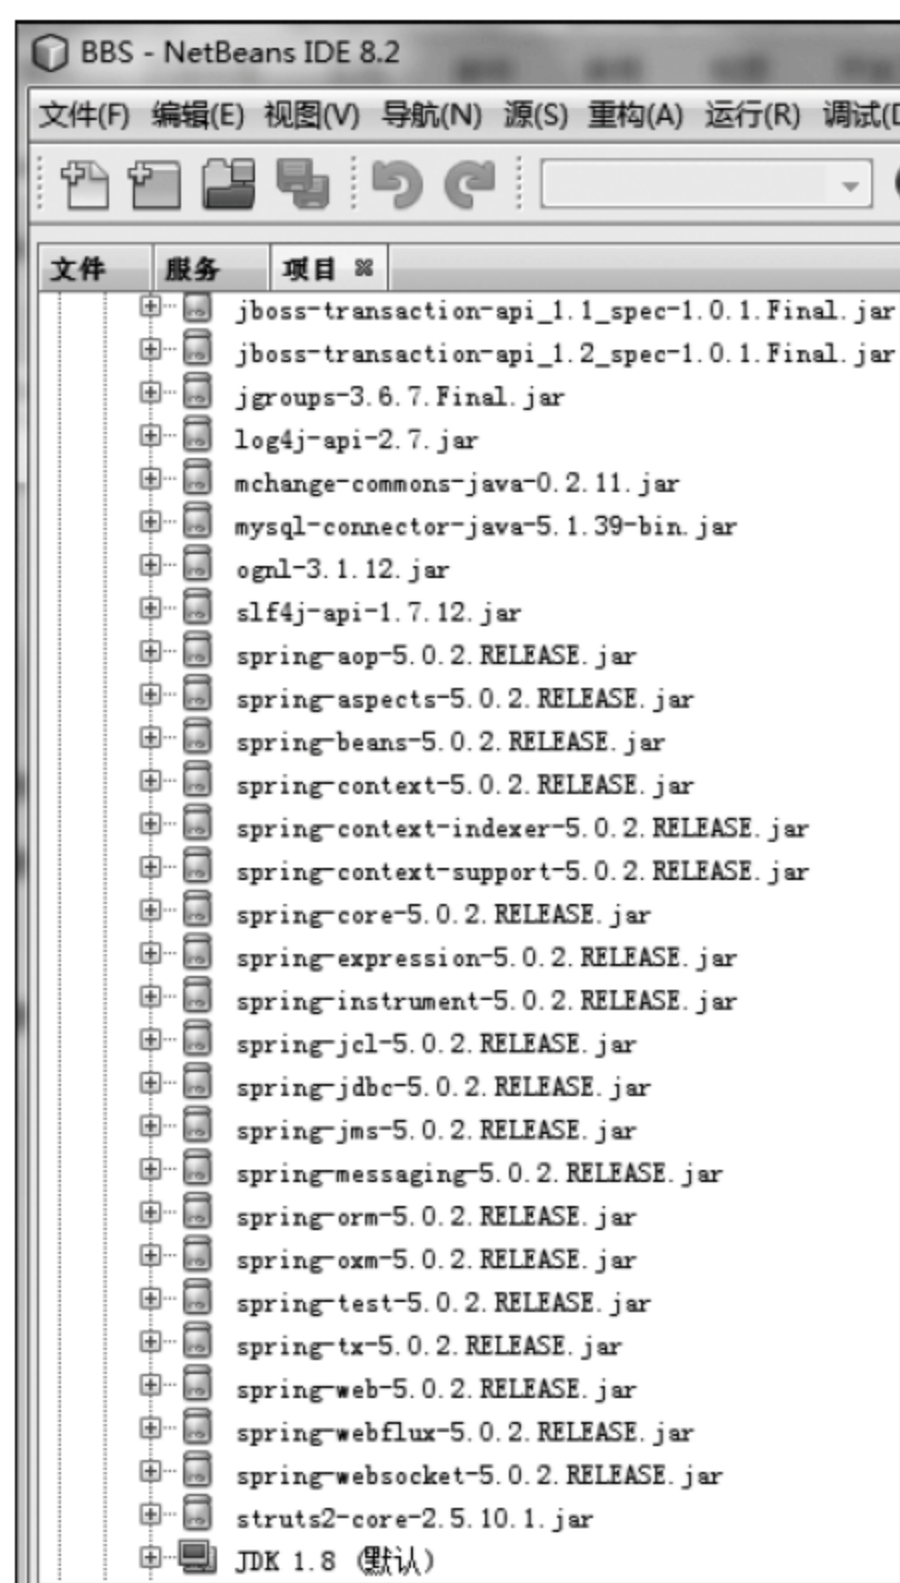 BBS - NetBeans IDE 8.2
文件(F) 编辑(E) 视图(V) 导航(N) 源(S) 重构(A) 运行(R) 调试(D
文件 服务 项目
jboss-transaction-api_1.1_spec-1.0.1.Final.jar
jboss-transaction-api_1.2_spec-1.0.1.Final.jar
jgroups-3.6.7.Final.jar
log4j-api-2.7.jar
mchange-commons-java-0.2.11.jar
mysql-connector-java-5.1.39-bin.jar
ognl-3.1.12.jar
slf4j-api-1.7.12.jar
spring-aop-5.0.2.RELEASE.jar
spring-aspects-5.0.2.RELEASE.jar
spring-beans-5.0.2.RELEASE.jar
spring-context-5.0.2.RELEASE.jar
spring-context-indexer-5.0.2.RELEASE.jar
spring-context-support-5.0.2.RELEASE.jar
spring-core-5.0.2.RELEASE.jar
spring-expression-5.0.2.RELEASE.jar
spring-instrument-5.0.2.RELEASE.jar
spring-jcl-5.0.2.RELEASE.jar
spring-jdbc-5.0.2.RELEASE.jar
spring-jms-5.0.2.RELEASE.jar
spring-messaging-5.0.2.RELEASE.jar
spring-orm-5.0.2.RELEASE.jar
spring-oxm-5.0.2.RELEASE.jar
spring-test-5.0.2.RELEASE.jar
spring-tx-5.0.2.RELEASE.jar
spring-web-5.0.2.RELEASE.jar
spring-webflux-5.0.2.RELEASE.jar
spring-websocket-5.0.2.RELEASE.jar
struts2-core-2.5.10.1.jar
JDK 1.8 (默认)